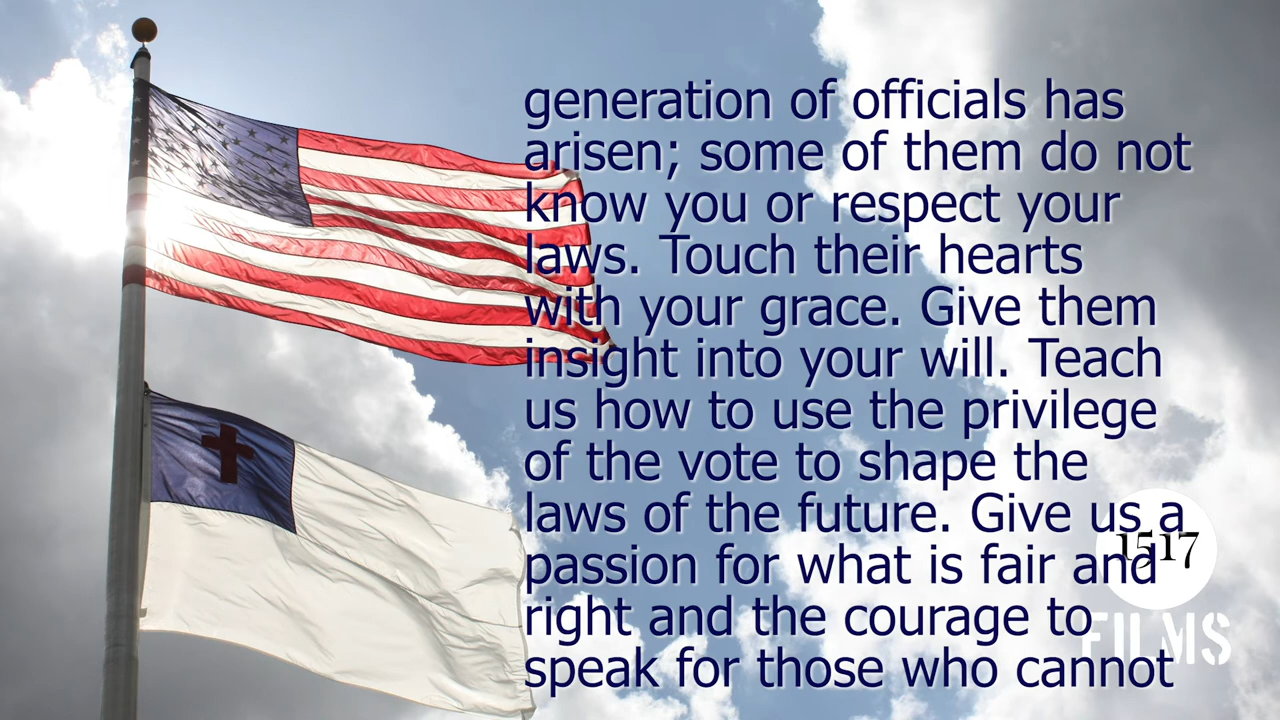 generation of officials has
arisen; some of them do not
know you or respect your
laws. Touch their hearts
with your grace. Give them
insight into your will. Teach
us how to use the privilege
of the vote to shape the
laws of the future. Give us a
passion for what is fair and
right and the courage to
speak for those who cannot
1517
FILMS